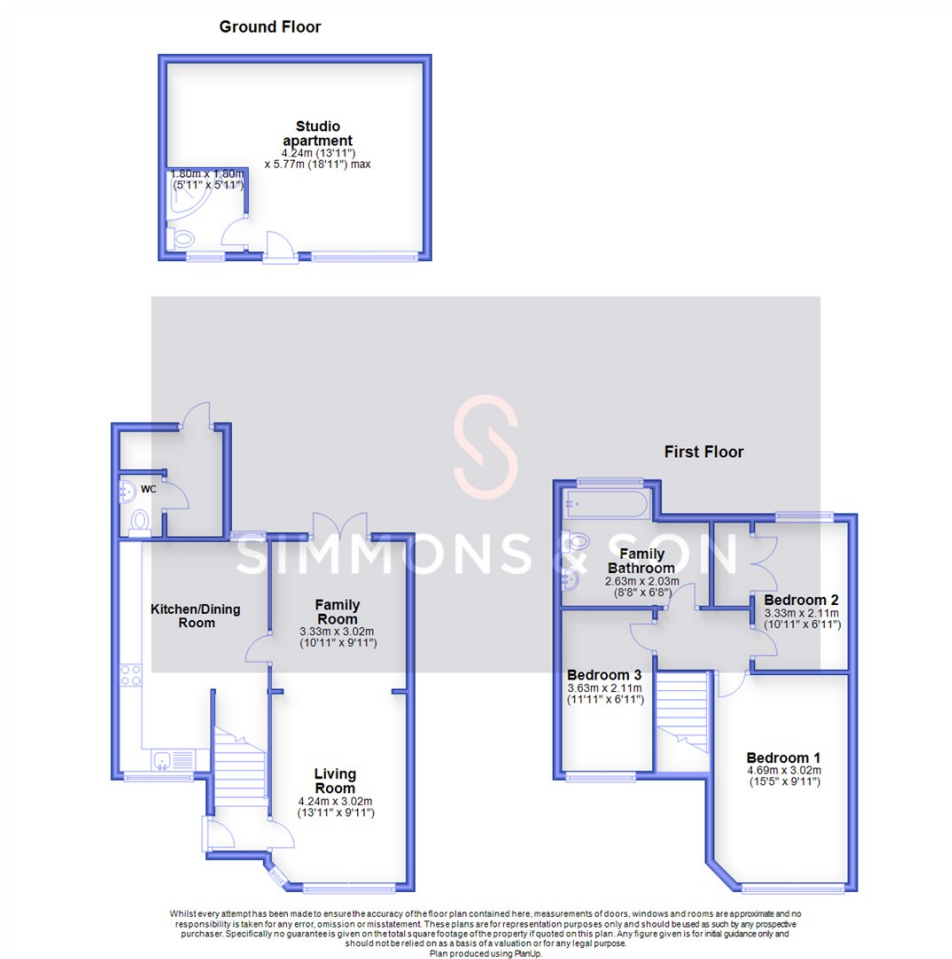 Ground Floor
Studio
apartment
4.24m (13'11")
x 5.77m (18'11") max
1.80m x 1.80m
(5'11" x 5'11")
First Floor
WC
SIMMONS & SON
Kitchen/Dining
Room
Family
Room
3.33m x 3.02m
(10'11" x 9'11")
Living
Room
4.24m x 3.02m
(13'11" x 9'11")
Family
Bathroom
2.63m x 2.03m
(8'8" x 6'8")
Bedroom 2
3.33m x 2.11m
(10'11" x 6'11")
Bedroom 3
3.63m x 2.11m
(11'11" x 6'11")
Bedroom 1
4.69m x 3.02m
(15'5" x 9'11")
Whilst every attempt has been made to ensure the accuracy of the floor plan contained here, measurements of doors, windows and rooms are approximate and no
responsibility is taken for any error, omission or misstatement. These plans are for representation purposes only and should be used as such by any prospective
purchaser. Specifically no guarantee is given on the total square footage of the property if quoted on this plan. Any figure given is for initial guidance only and
should not be relied on as a basis of a valuation or for any legal purpose.
Plan produced using PlanUp.